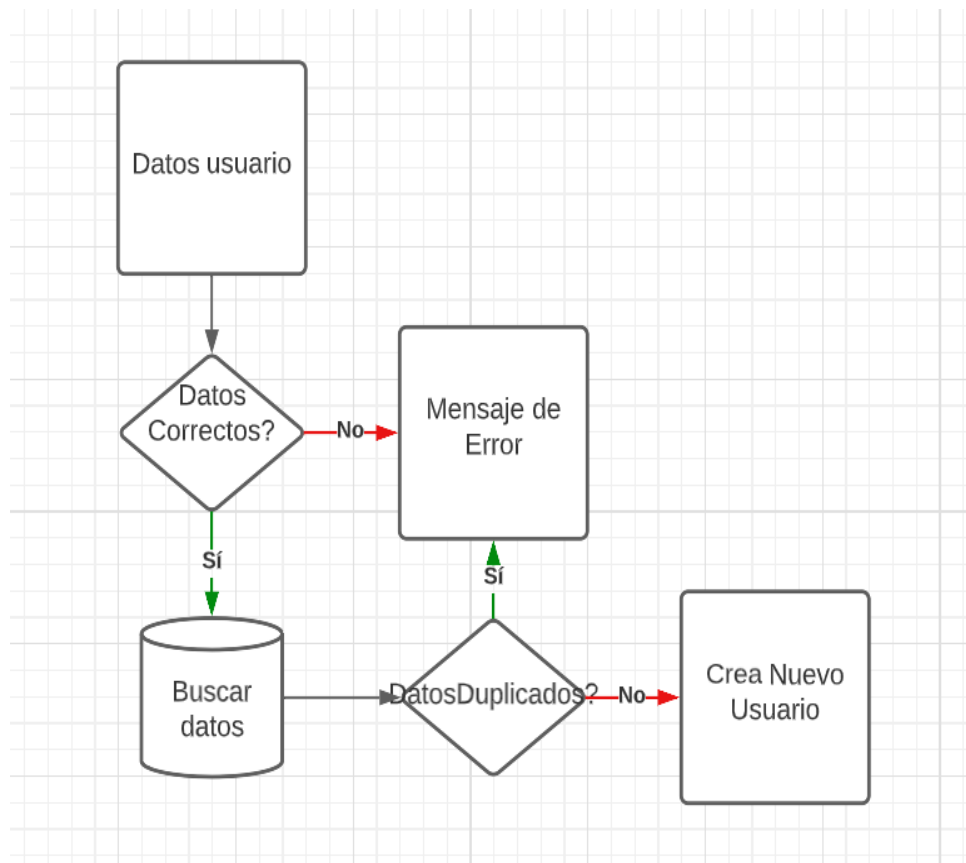 Datos usuario
Datos
Correctos?
No
Mensaje de
Error
Sí
Sí
Buscar
datos
DatosDuplicados?
No
Crea Nuevo
Usuario